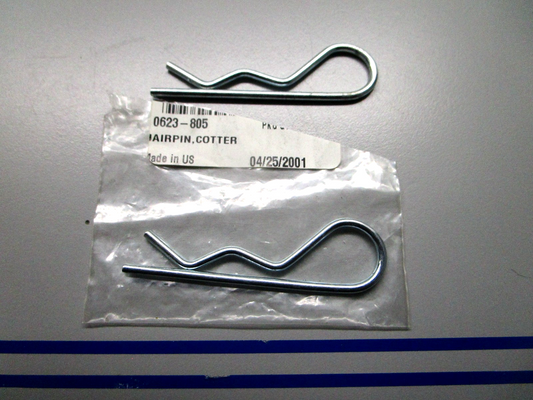 0623-805
HAIRPIN,COTTER
Made in US
04/25/2001